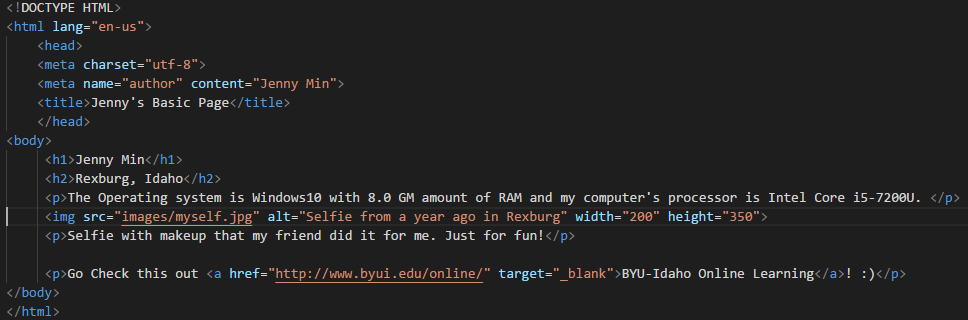 <!DOCTYPE HTML>
<html lang="en-us">
<head>
<meta charset="utf-8">
<meta name="author" content="Jenny Min">
<title>Jenny's Basic Page</title>
</head>
<body>
<h1>Jenny Min</h1>
<h2>Rexburg, Idaho</h2>
<p>The Operating system is Windows10 with 8.0 GM amount of RAM and my computer's processor is Intel Core i5-7200U. </p>
<img src="images/myself.jpg" alt="Selfie from a year ago in Rexburg" width="200" height="350">
<p>Selfie with makeup that my friend did it for me. Just for fun!</p>
<p>Go Check this out <a href="http://www.byui.edu/online/" target="_blank">BYU-Idaho Online Learning</a>! :)</p>
</body>
</html>